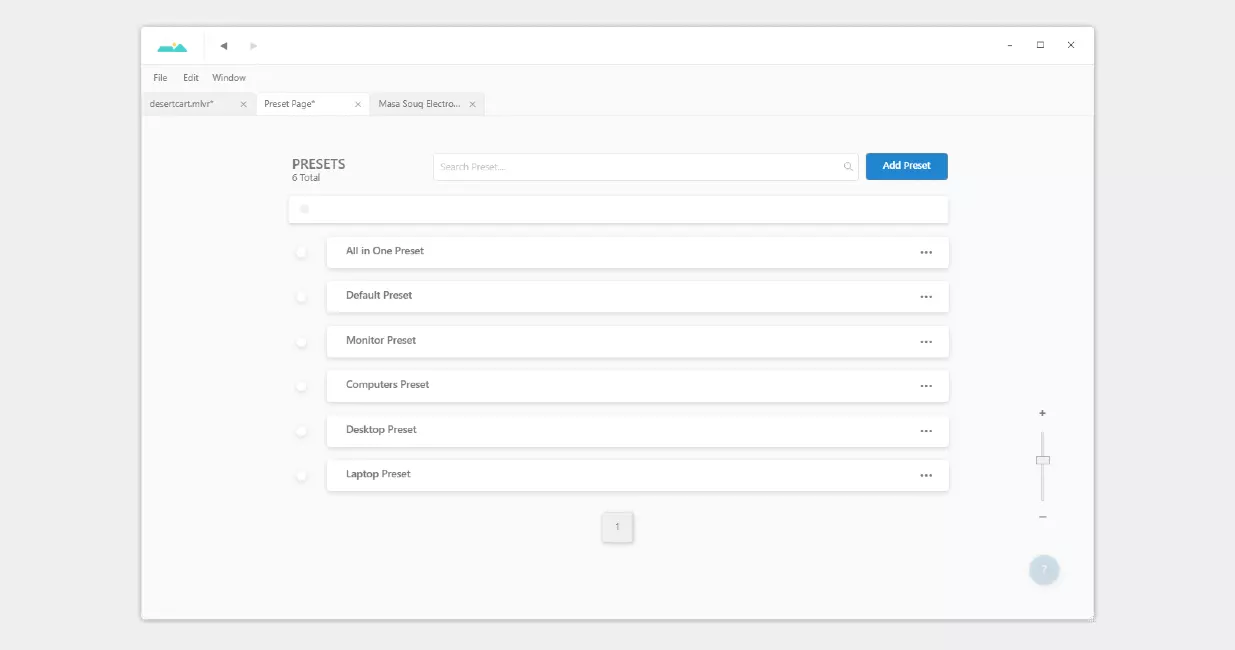 File Edit Window
desertcart.mlvr* Preset Page* Masa Souq Electro...
PRESETS
6 Total
Search Preset...
Add Preset
All in One Preset
Default Preset
Monitor Preset
Computers Preset
Desktop Preset
Laptop Preset
+
−
1
?